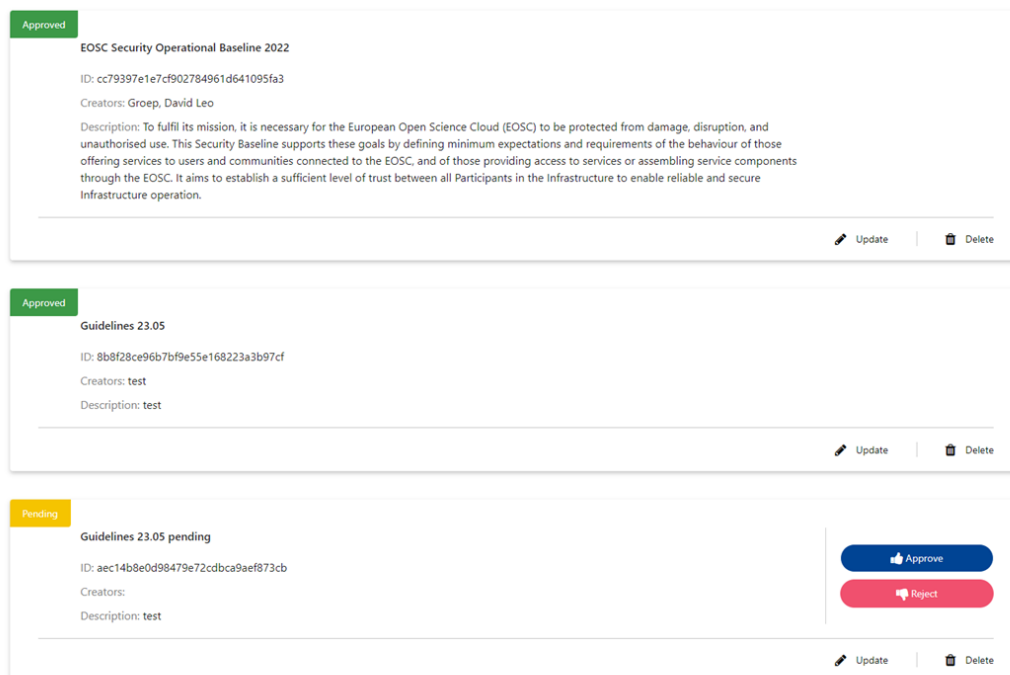 Approved
EOSC Security Operational Baseline 2022
ID: cc79397e1e7cf902784961d641095fa3
Creators: Groep, David Leo
Description: To fulfil its mission, it is necessary for the European Open Science Cloud (EOSC) to be protected from damage, disruption, and
unauthorised use. This Security Baseline supports these goals by defining minimum expectations and requirements of the behaviour of those
offering services to users and communities connected to the EOSC, and of those providing access to services or assembling service components
through the EOSC. It aims to establish a sufficient level of trust between all Participants in the Infrastructure to enable reliable and secure
Infrastructure operation.
Update Delete
Approved
Guidelines 23.05
ID: 8b8f28ce96b7bf9e55e168223a3b97cf
Creators: test
Description: test
Update Delete
Pending
Guidelines 23.05 pending
ID: aec14b8e0d98479e72cdbca9aef873cb
Creators:
Description: test
Approve
Reject
Update Delete